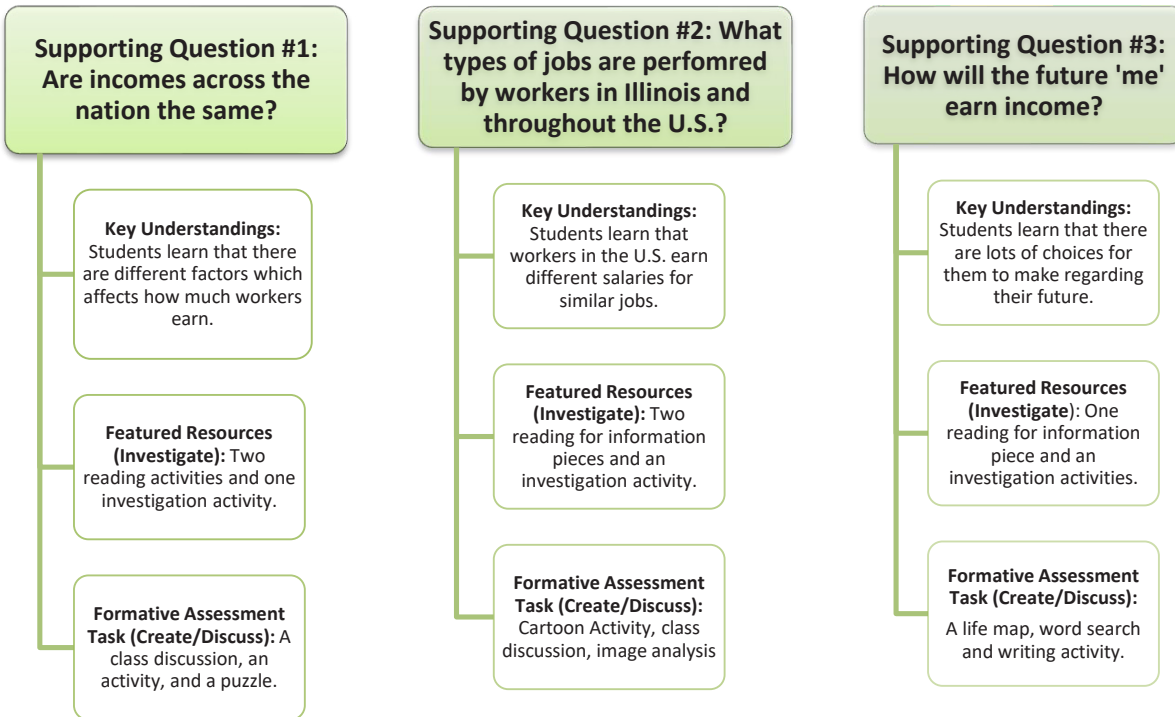 Supporting Question #1:
Are incomes across the
nation the same?
Key Understandings:
Students learn that there
are different factors which
affects how much workers
earn.
Featured Resources
(Investigate): Two
reading activities and one
investigation activity.
Formative Assessment
Task (Create/Discuss): A
class discussion, an
activity, and a puzzle.
Supporting Question #2: What
types of jobs are perfomred
by workers in Illinois and
throughout the U.S.?
Key Understandings:
Students learn that
workers in the U.S. earn
different salaries for
similar jobs.
Featured Resources
(Investigate): Two
reading for information
pieces and an
investigation activity.
Formative Assessment
Task (Create/Discuss):
Cartoon Activity, class
discussion, image analysis
Supporting Question #3:
How will the future 'me'
earn income?
Key Understandings:
Students learn that there
are lots of choices for
them to make regarding
their future.
Featured Resources
(Investigate): One
reading for information
piece and an
investigation activities.
Formative Assessment
Task (Create/Discuss):
A life map, word search
and writing activity.